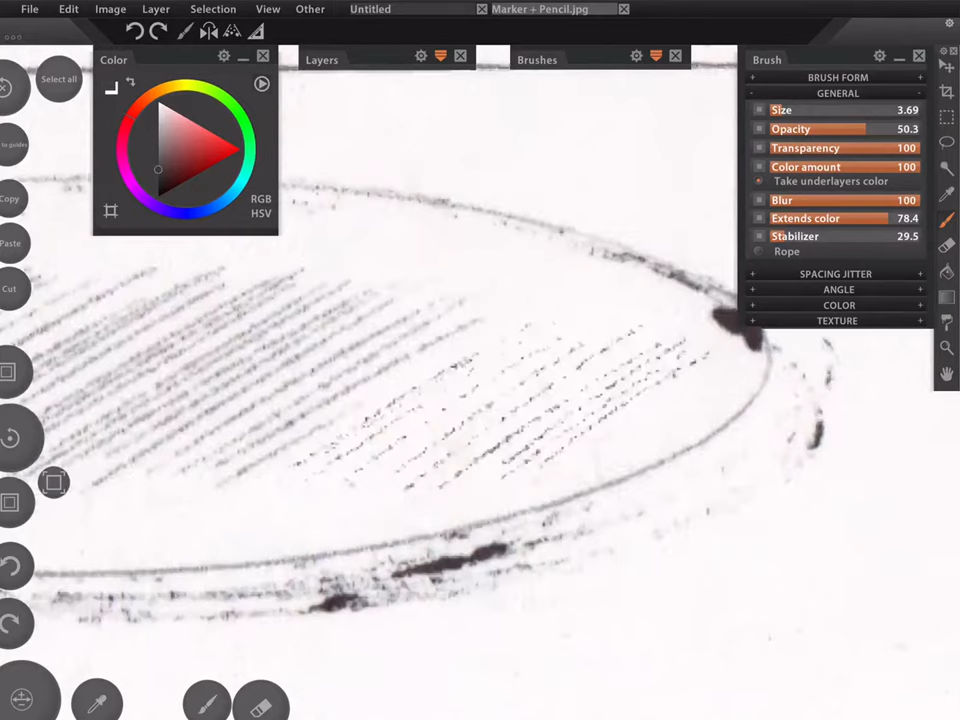 File Edit Image Layer Selection View Other Untitled Marker + Pencil.jpg
Select all
to guides
Copy
Paste
Cut
Color
RGB
HSV
Layers
Brushes
Brush
+ BRUSH FORM +
- GENERAL -
Size 3.69
Opacity 50.3
Transparency 100
Color amount 100
Take underlayers color
Blur 100
Extends color 78.4
Stabilizer 29.5
Rope
+ SPACING JITTER +
+ ANGLE +
+ COLOR +
+ TEXTURE +